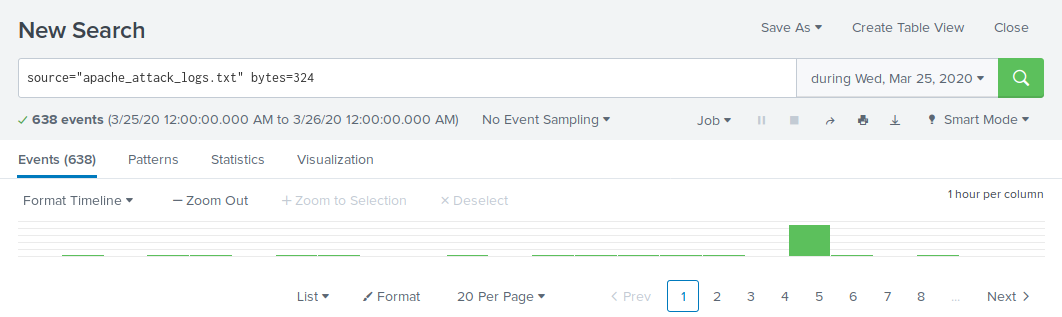 New Search
Save As Create Table View Close
source="apache_attack_logs.txt" bytes=324
during Wed, Mar 25, 2020
638 events (3/25/20 12:00:00.000 AM to 3/26/20 12:00:00.000 AM) No Event Sampling Job Smart Mode
Events (638) Patterns Statistics Visualization
Format Timeline — Zoom Out + Zoom to Selection × Deselect 1 hour per column
List Format 20 Per Page < Prev 1 2 3 4 5 6 7 8 ... Next >